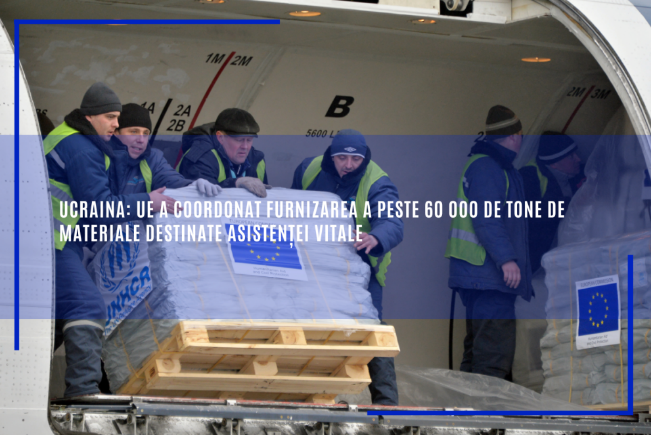 1M 2M
2M 3M
4A 2A
2B
B
5600 L
UCRAINA: UE A COORDONAT FURNIZAREA A PESTE 60 000 DE TONE DE
MATERIALE DESTINATE ASISTENȚEI VITALE
UNHCR